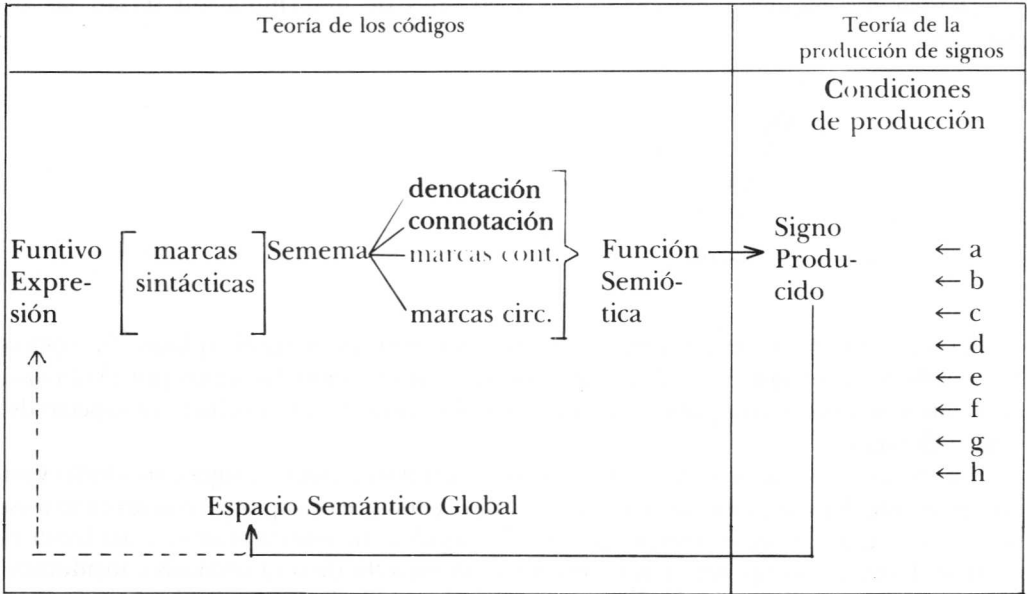 Teoría de los códigos
Teoría de la
producción de signos
Condiciones
de producción
Funtivo
Expre-
sión
marcas
sintácticas
Semema
denotación
connotación
marcas cont.
marcas circ.
Función
Semió-
tica
Signo
Produ-
cido
← a
← b
← c
← d
← e
← f
← g
← h
Espacio Semántico Global